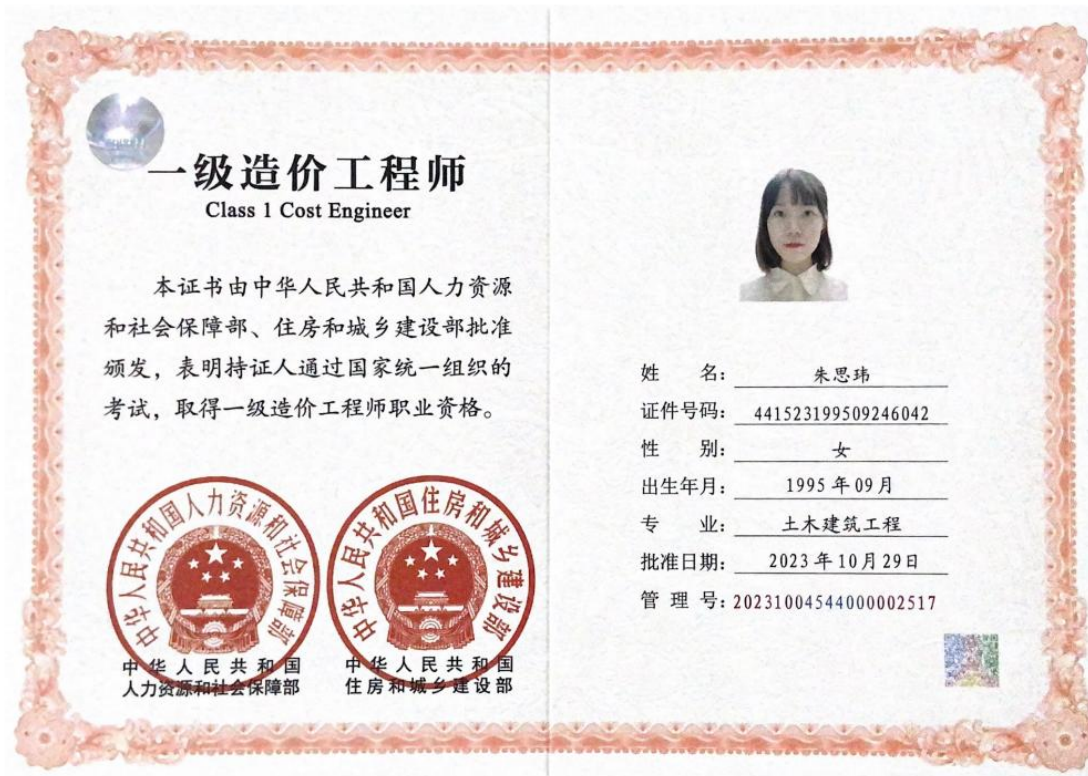 一级造价工程师
Class 1 Cost Engineer
本证书由中华人民共和国人力资源
和社会保障部、住房和城乡建设部批准
颁发，表明持证人通过国家统一组织的
考试，取得一级造价工程师职业资格。
中华人民共和国人力资源和社会保障部
中华人民共和国
人力资源和社会保障部
中华人民共和国住房和城乡建设部
中华人民共和国
住房和城乡建设部
姓 名：朱思玮
证件号码：441523199509246042
性 别：女
出生年月：1995年09月
专 业：土木建筑工程
批准日期：2023年10月29日
管 理 号：20231004544000002517